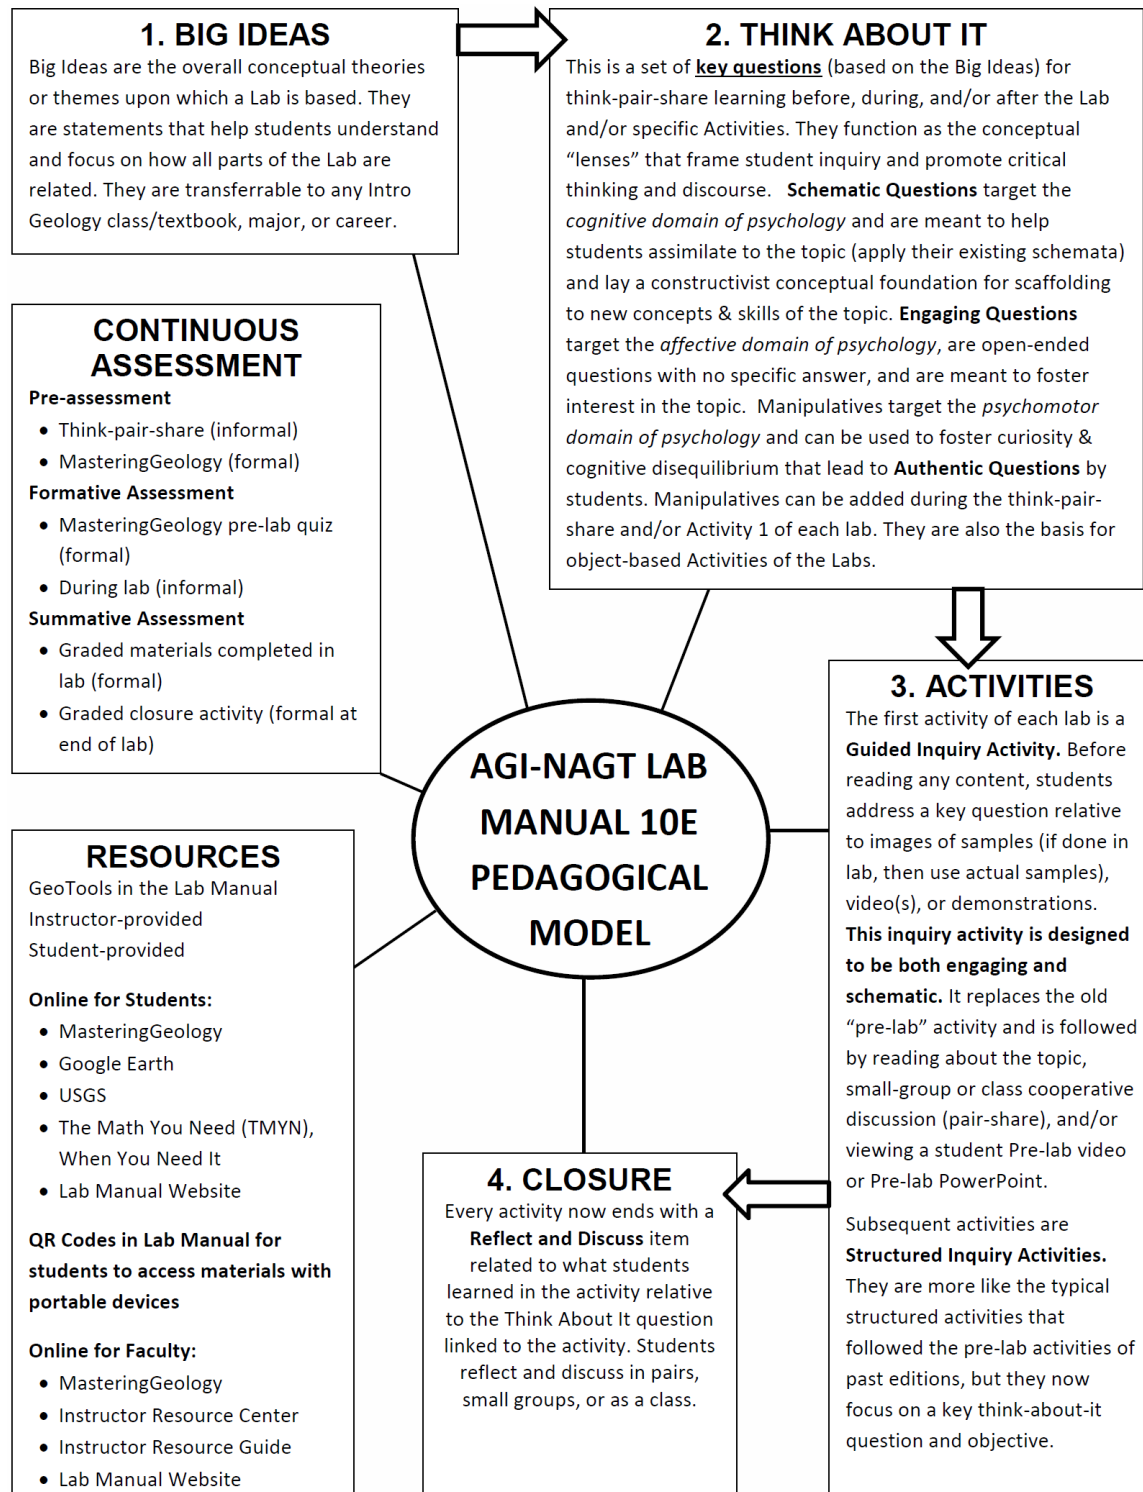 1. BIG IDEAS
Big Ideas are the overall conceptual theories
or themes upon which a Lab is based. They
are statements that help students understand
and focus on how all parts of the Lab are
related. They are transferrable to any Intro
Geology class/textbook, major, or career.
2. THINK ABOUT IT
This is a set of key questions (based on the Big Ideas) for
think-pair-share learning before, during, and/or after the Lab
and/or specific Activities. They function as the conceptual
“lenses” that frame student inquiry and promote critical
thinking and discourse. Schematic Questions target the
cognitive domain of psychology and are meant to help
students assimilate to the topic (apply their existing schemata)
and lay a constructivist conceptual foundation for scaffolding
to new concepts & skills of the topic. Engaging Questions
target the affective domain of psychology, are open-ended
questions with no specific answer, and are meant to foster
interest in the topic. Manipulatives target the psychomotor
domain of psychology and can be used to foster curiosity &
cognitive disequilibrium that lead to Authentic Questions by
students. Manipulatives can be added during the think-pair-
share and/or Activity 1 of each lab. They are also the basis for
object-based Activities of the Labs.
CONTINUOUS
ASSESSMENT
Pre-assessment
• Think-pair-share (informal)
• MasteringGeology (formal)
Formative Assessment
• MasteringGeology pre-lab quiz
(formal)
• During lab (informal)
Summative Assessment
• Graded materials completed in
lab (formal)
• Graded closure activity (formal at
end of lab)
AGI-NAGT LAB
MANUAL 10E
PEDAGOGICAL
MODEL
3. ACTIVITIES
The first activity of each lab is a
Guided Inquiry Activity. Before
reading any content, students
address a key question relative
to images of samples (if done in
lab, then use actual samples),
video(s), or demonstrations.
This inquiry activity is designed
to be both engaging and
schematic. It replaces the old
“pre-lab” activity and is followed
by reading about the topic,
small-group or class cooperative
discussion (pair-share), and/or
viewing a student Pre-lab video
or Pre-lab PowerPoint.
Subsequent activities are
Structured Inquiry Activities.
They are more like the typical
structured activities that
followed the pre-lab activities of
past editions, but they now
focus on a key think-about-it
question and objective.
RESOURCES
GeoTools in the Lab Manual
Instructor-provided
Student-provided
Online for Students:
• MasteringGeology
• Google Earth
• USGS
• The Math You Need (TMYN),
When You Need It
• Lab Manual Website
QR Codes in Lab Manual for
students to access materials with
portable devices
Online for Faculty:
• MasteringGeology
• Instructor Resource Center
• Instructor Resource Guide
• Lab Manual Website
4. CLOSURE
Every activity now ends with a
Reflect and Discuss item
related to what students
learned in the activity relative
to the Think About It question
linked to the activity. Students
reflect and discuss in pairs,
small groups, or as a class.